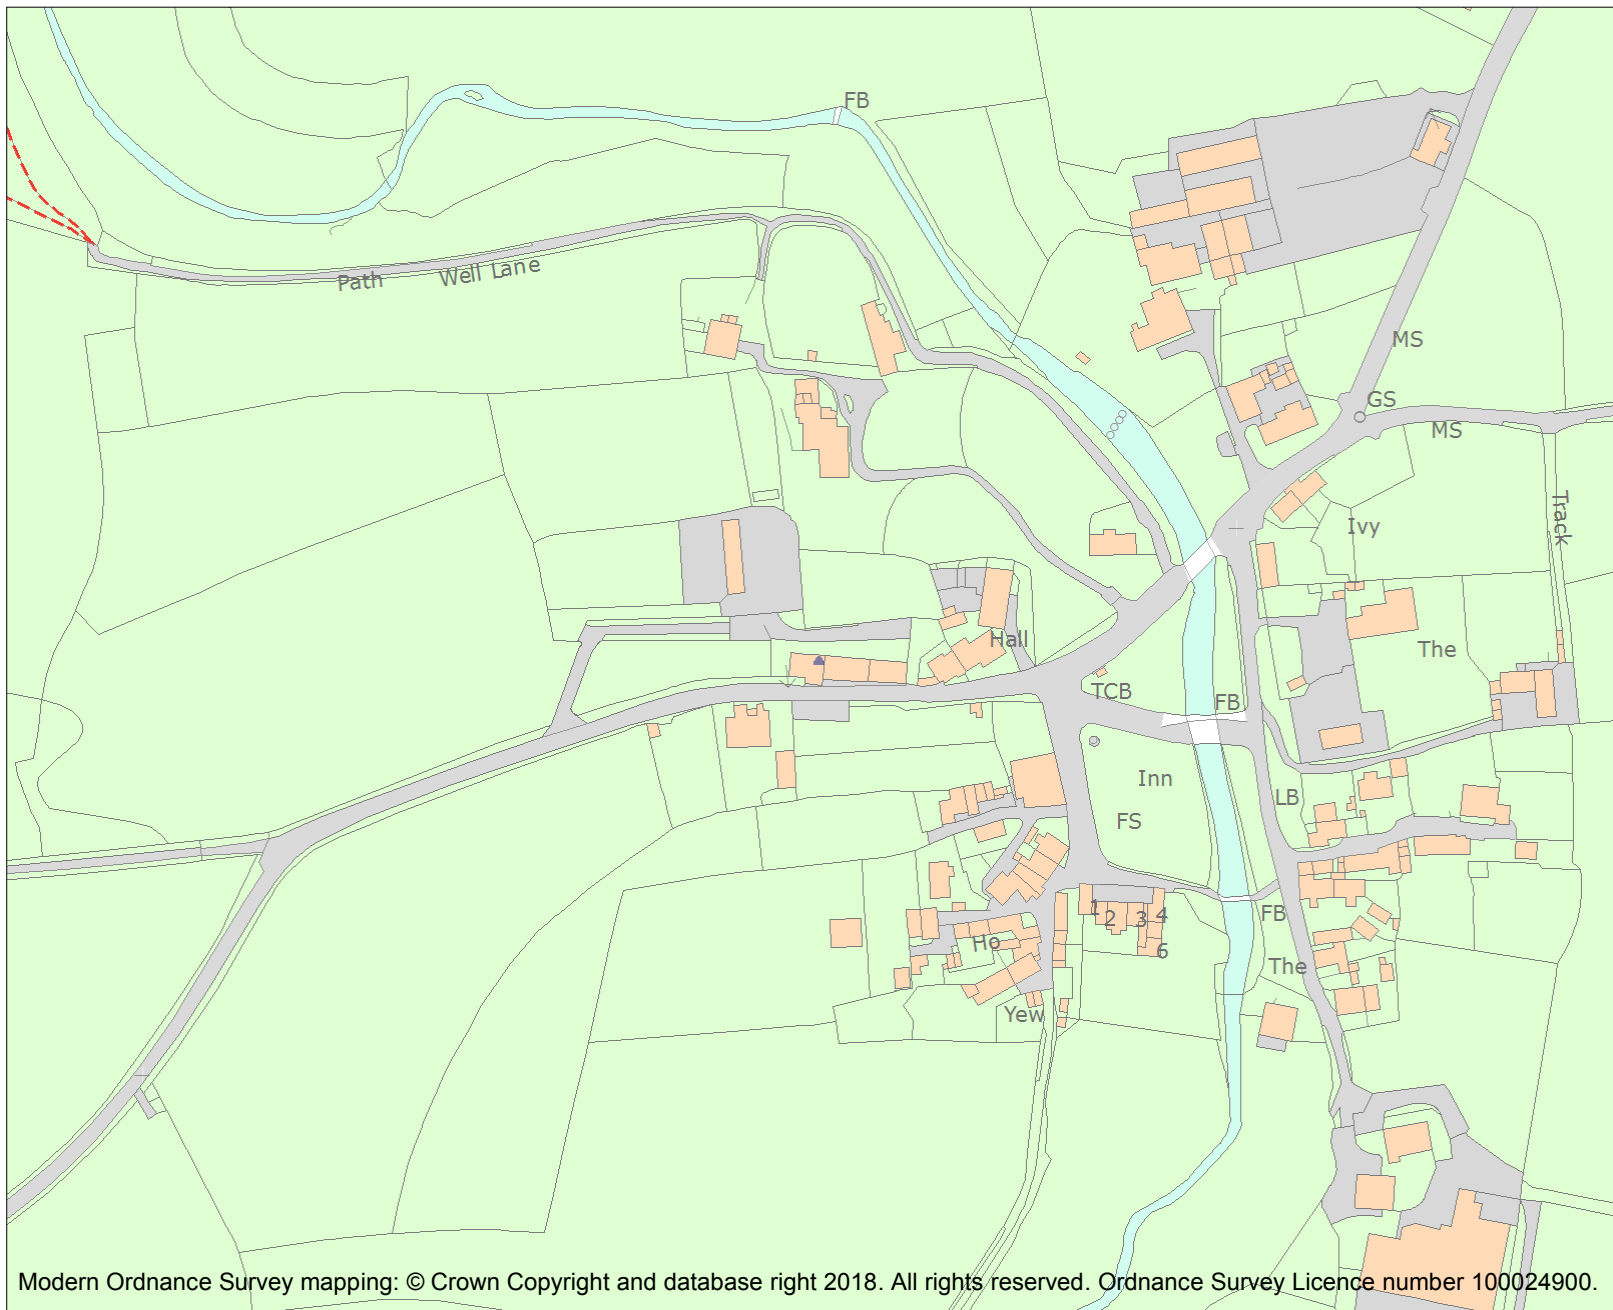 FB
Path Well Lane
MS
GS
MS
Track
Ivy
Hall
The
TCB
FB
Inn
LB
FS
1 2 3 4
6
FB
Ho
The
Yew
Modern Ordnance Survey mapping: © Crown Copyright and database right 2018. All rights reserved. Ordnance Survey Licence number 100024900.